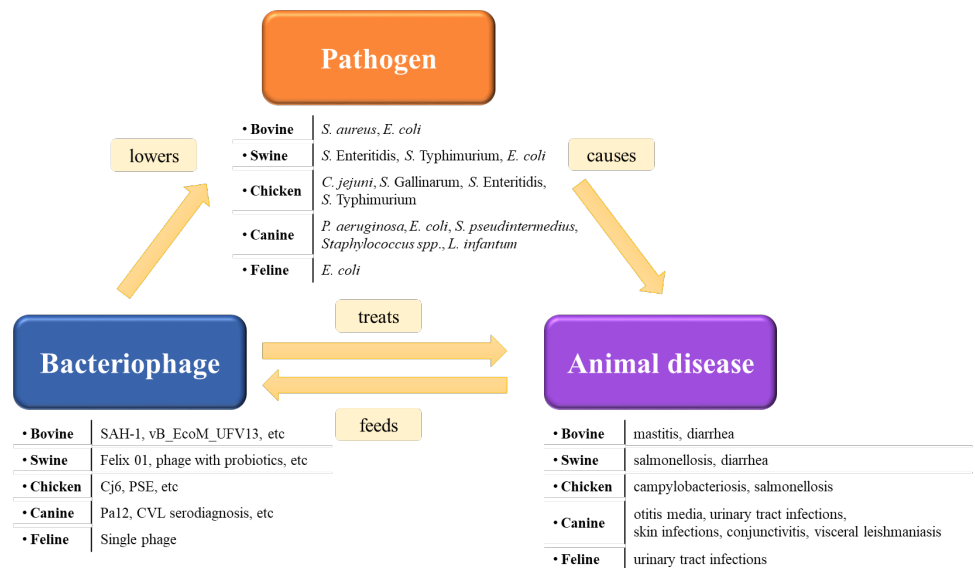 Pathogen
• Bovine S. aureus, E. coli
• Swine S. Enteritidis, S. Typhimurium, E. coli
• Chicken C. jejuni, S. Gallinarum, S. Enteritidis,
S. Typhimurium
• Canine P. aeruginosa, E. coli, S. pseudintermedius,
Staphylococcus spp., L. infantum
• Feline E. coli
lowers
causes
treats
feeds
Bacteriophage
• Bovine SAH-1, vB_EcoM_UFV13, etc
• Swine Felix 01, phage with probiotics, etc
• Chicken Cj6, PSE, etc
• Canine Pa12, CVL serodiagnosis, etc
• Feline Single phage
Animal disease
• Bovine mastitis, diarrhea
• Swine salmonellosis, diarrhea
• Chicken campylobacteriosis, salmonellosis
• Canine otitis media, urinary tract infections,
skin infections, conjunctivitis, visceral leishmaniasis
• Feline urinary tract infections